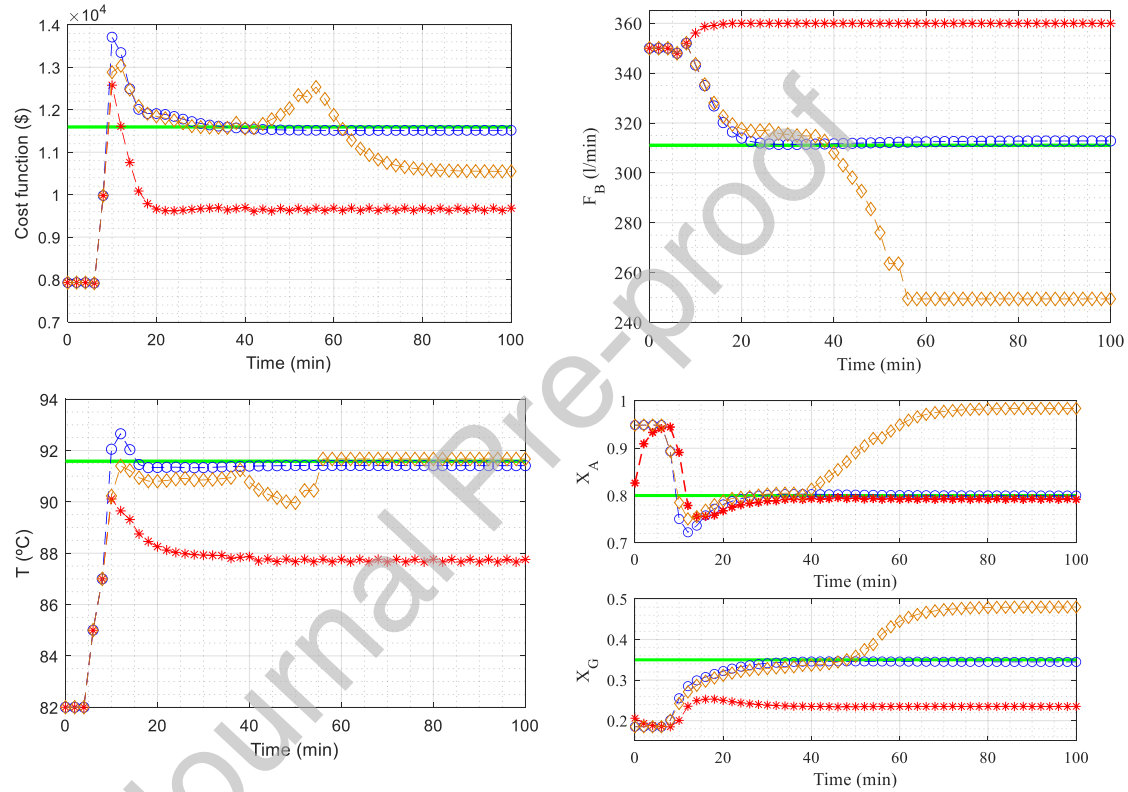 ×10⁴
1.4
1.3
1.2
1.1
1
0.9
0.8
0.7
0 20 40 60 80 100
Cost function ($)
Time (min)
360
340
320
300
280
260
240
0 20 40 60 80 100
F_B (l/min)
Time (min)
94
92
90
88
86
84
82
0 20 40 60 80 100
T (ºC)
Time (min)
1
0.9
0.8
0.7
0 20 40 60 80 100
X_A
Time (min)
0.5
0.4
0.3
0.2
0 20 40 60 80 100
X_G
Time (min)
Journal Pre-proof